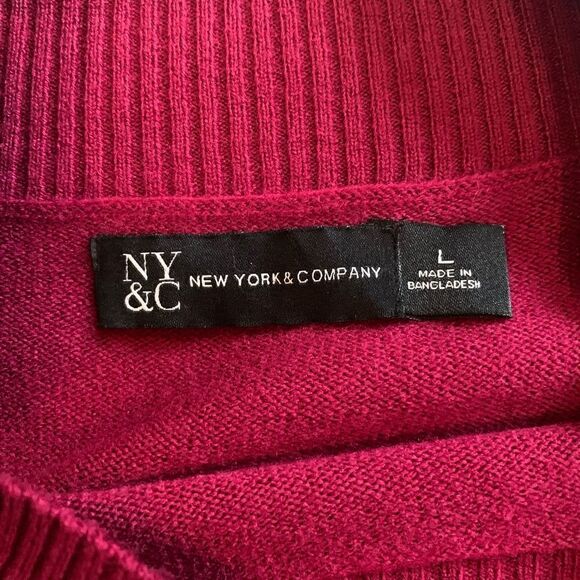 NY
&C
NEW YORK & COMPANY
L
MADE IN
BANGLADESH